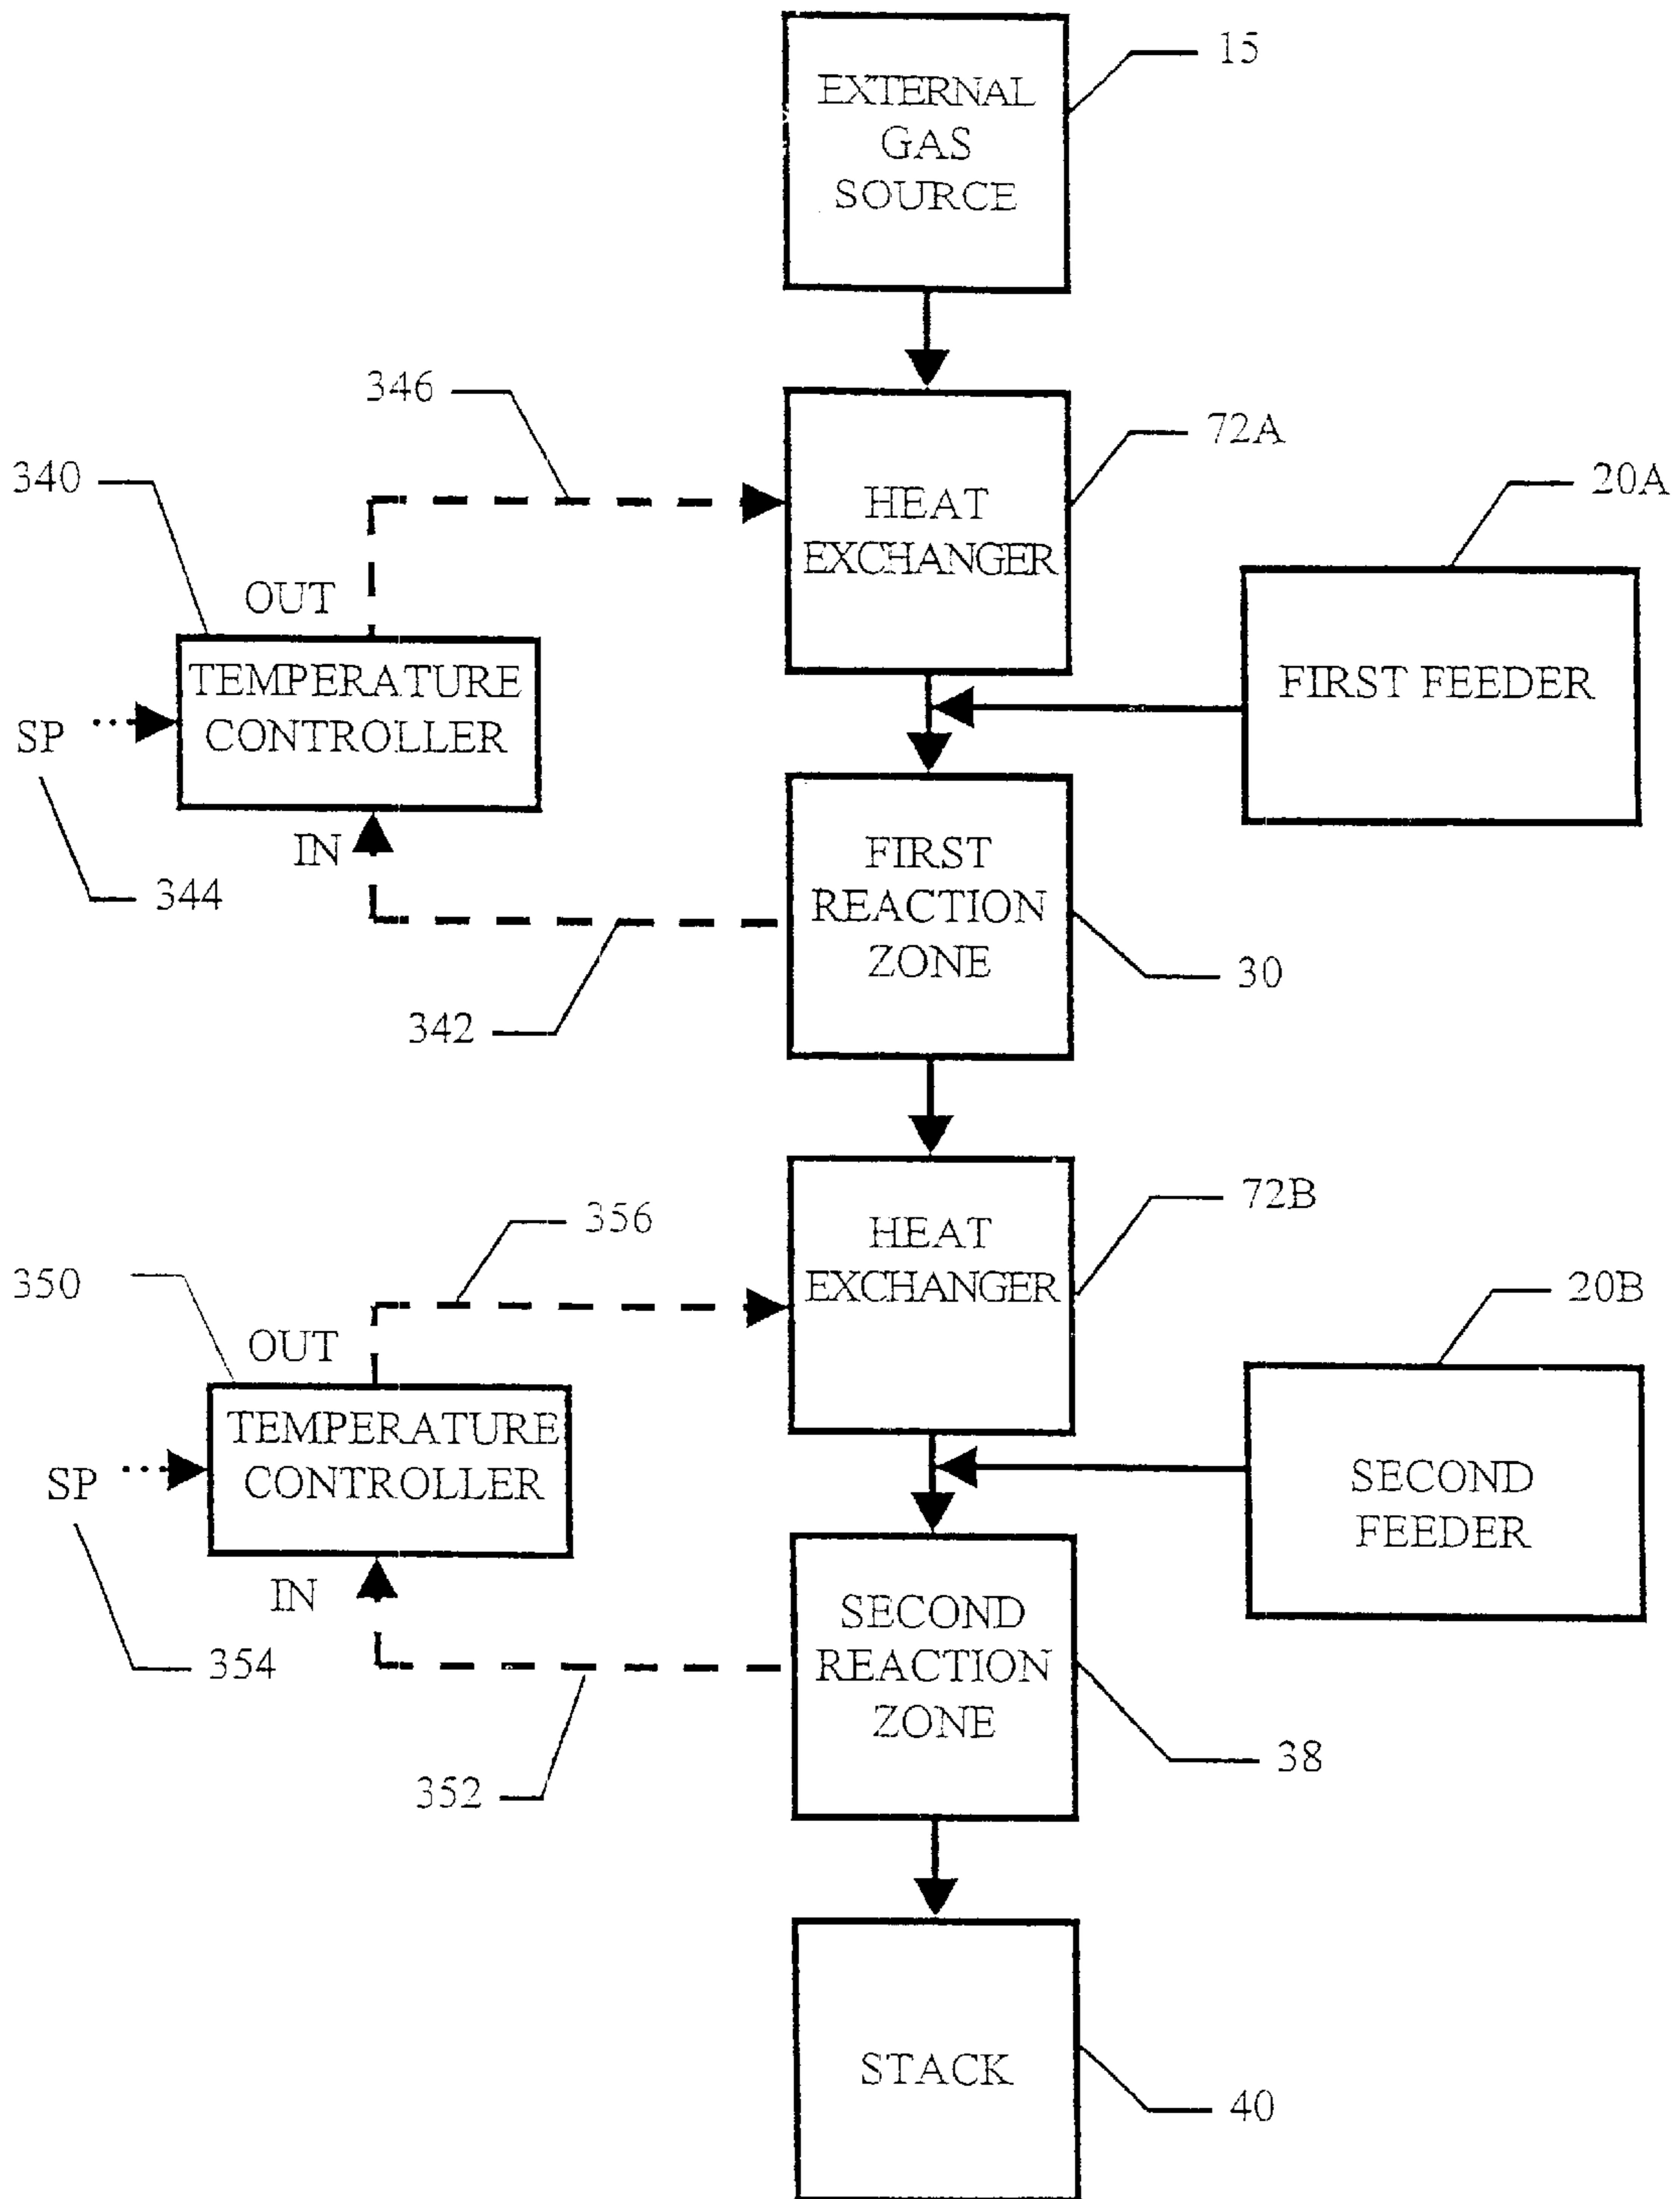 15
EXTERNAL
GAS
SOURCE
346
72A
340
20A
HEAT
EXCHANGER
OUT
TEMPERATURE
CONTROLLER
FIRST FEEDER
SP
IN
344
FIRST
REACTION
ZONE
30
342
72B
356
HEAT
EXCHANGER
350
20B
OUT
TEMPERATURE
CONTROLLER
SP
SECOND
FEEDER
IN
354
SECOND
REACTION
ZONE
38
352
STACK
40